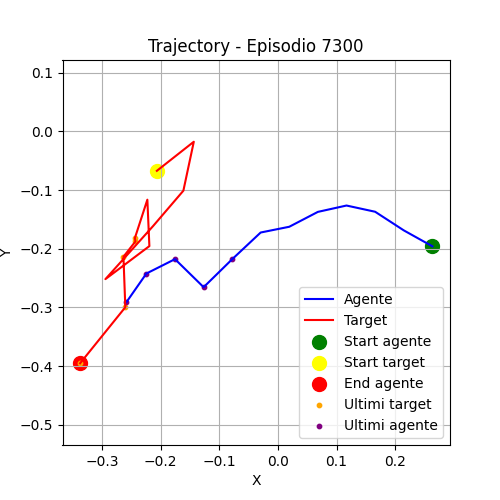 Trajectory - Episodio 7300
0.1
0.0
−0.1
−0.2
−0.3
−0.4
−0.5
Y
−0.3
−0.2
−0.1
0.0
0.1
0.2
X
Agente
Target
Start agente
Start target
End agente
Ultimi target
Ultimi agente